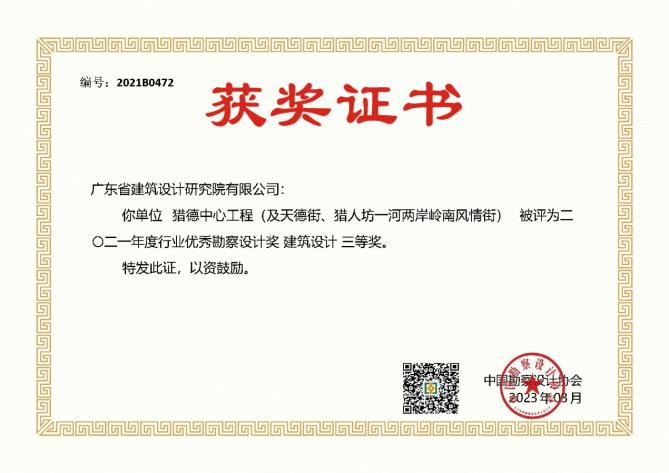 编号：2021B0472
获奖证书
广东省建筑设计研究院有限公司：
你单位 猎德中心工程（及天德街、猎人坊一河两岸岭南风情街） 被评为二
〇二一年度行业优秀勘察设计奖 建筑设计 三等奖。
特发此证，以资鼓励。
中国勘察设计协会
2023年03月